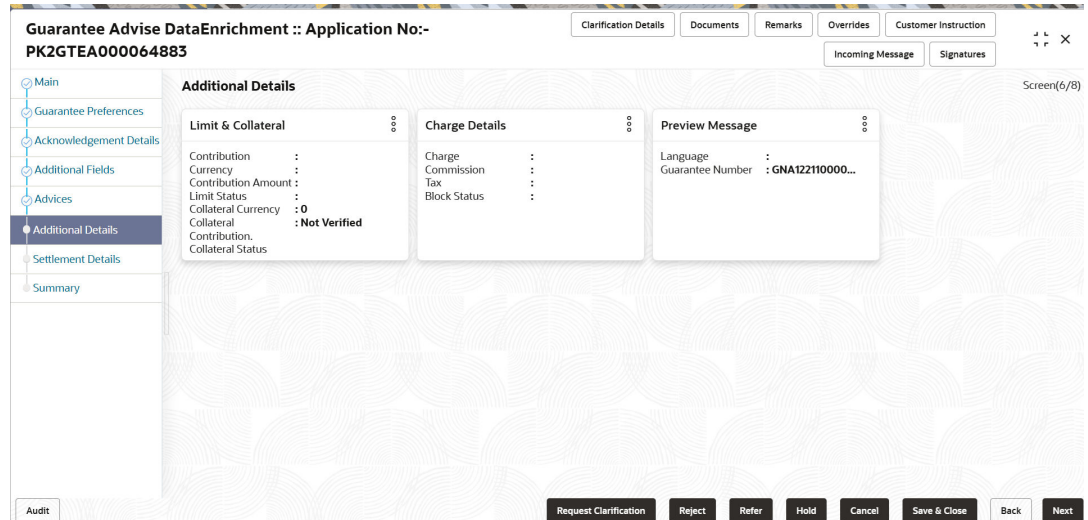 Guarantee Advise DataEnrichment :: Application No:-
PK2GTEA000064883
Clarification Details
Documents
Remarks
Overrides
Customer Instruction
Incoming Message
Signatures
Main
Guarantee Preferences
Acknowledgement Details
Additional Fields
Advices
Additional Details
Settlement Details
Summary
Additional Details
Screen(6/8)
Limit & Collateral
Contribution :
Currency :
Contribution Amount :
Limit Status :
Collateral Currency : 0
Collateral : Not Verified
Contribution.
Collateral Status
Charge Details
Charge :
Commission :
Tax :
Block Status :
Preview Message
Language :
Guarantee Number : GNA122110000...
Audit
Request Clarification
Reject
Refer
Hold
Cancel
Save & Close
Back
Next